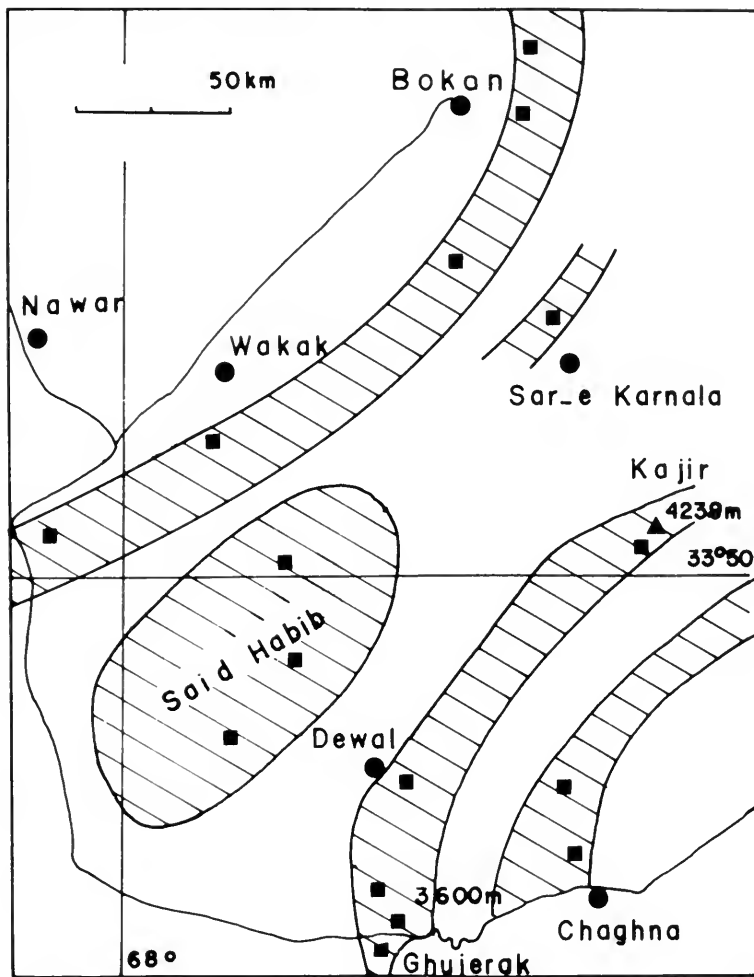 50km
Bokan
Nawar
Wakak
Sar_e Karnala
Kajir
4239m
33°50
Said Habib
Dewal
3600m
Chaghna
68°
Ghujerak